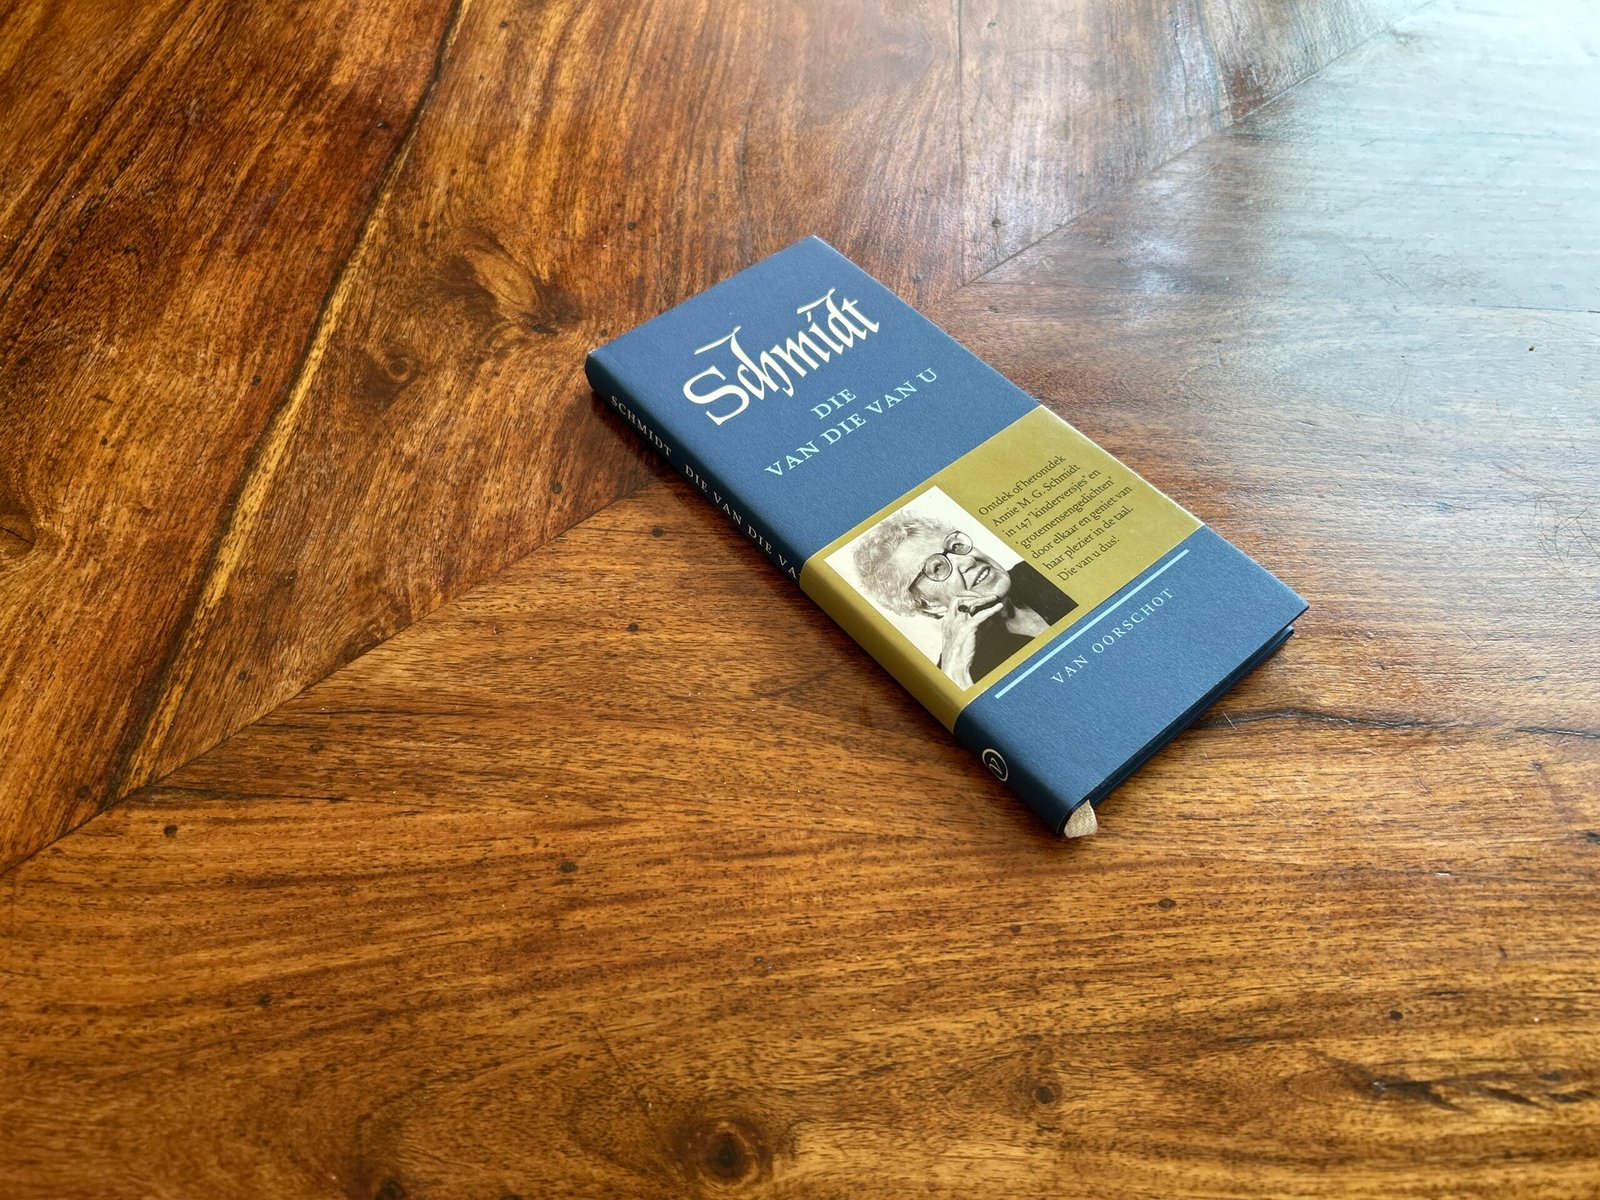 Schmidt
DIE
VAN DIE VAN U
Ontdek of herontdek
Annie M. G. Schmidt
in 147 ‘kinderversjes’ en
‘grotemensengedichten’
door elkaar en geniet van
haar plezier in de taal.
Die van u dus!
VAN OORSCHOT
SCHMIDT DIE VAN DIE VA
V